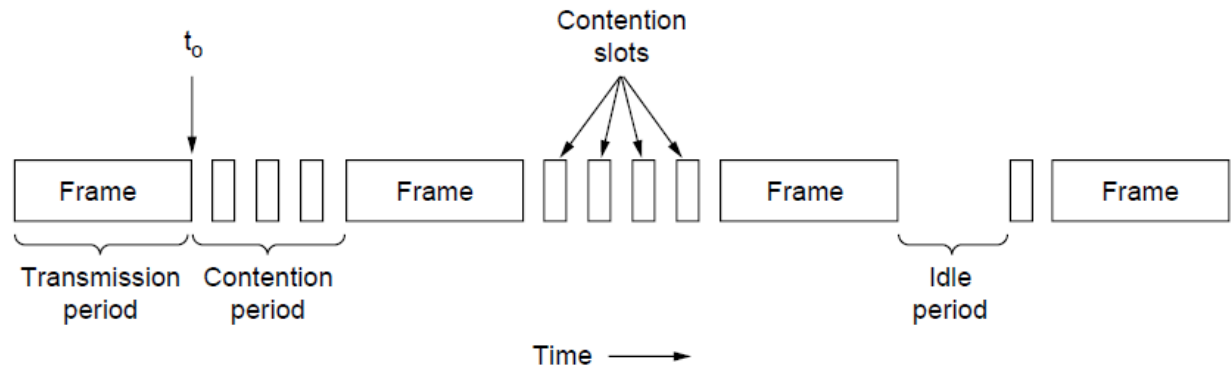 t₀
Contention
slots
Frame
Frame
Frame
Frame
Transmission
period
Contention
period
Idle
period
Time